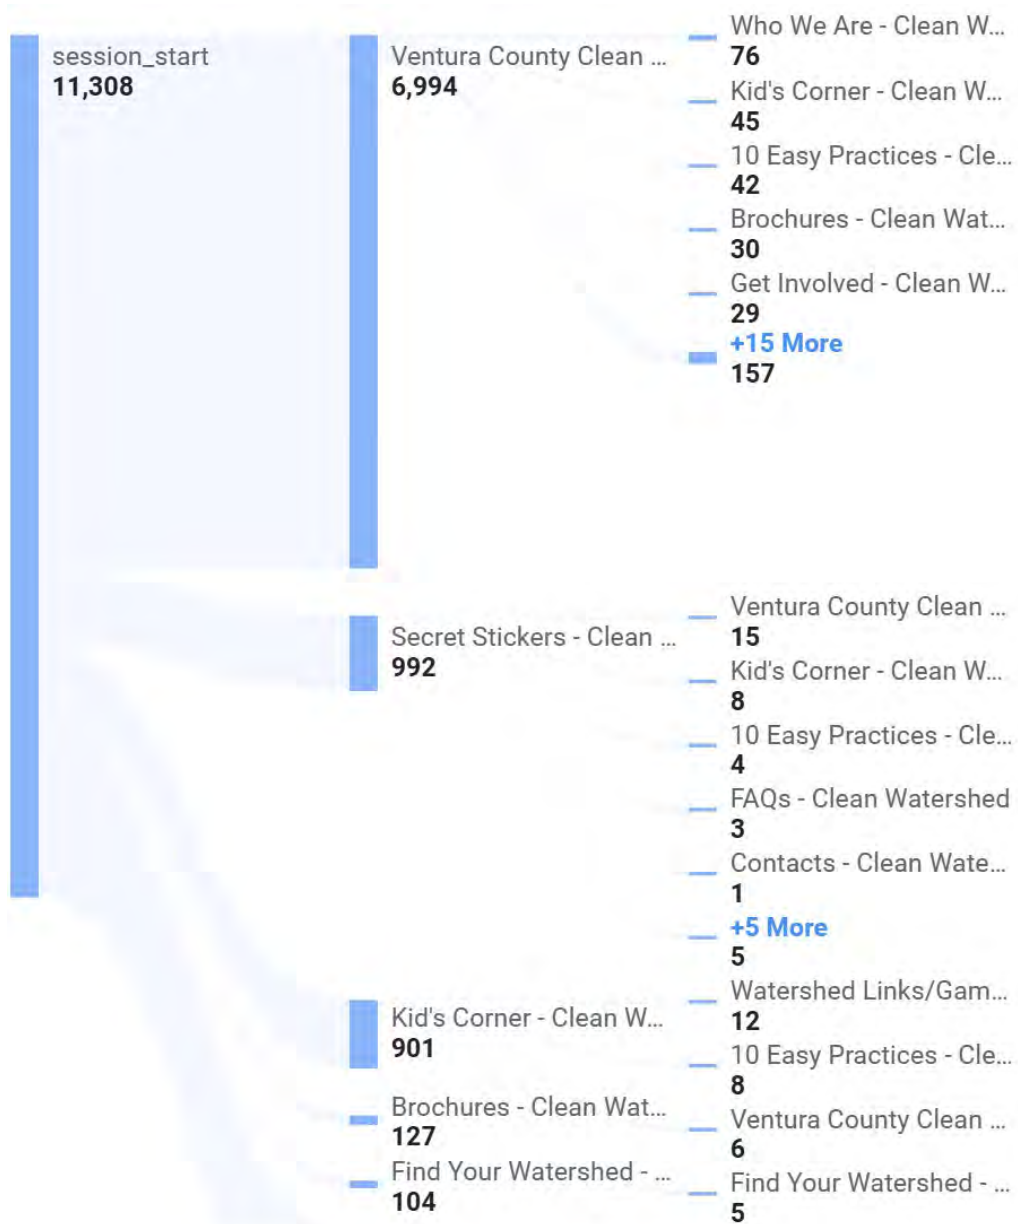 session_start
11,308
Ventura County Clean ...
6,994
Who We Are - Clean W...
76
Kid's Corner - Clean W...
45
10 Easy Practices - Cle...
42
Brochures - Clean Wat...
30
Get Involved - Clean W...
29
+15 More
157
Secret Stickers - Clean ...
992
Ventura County Clean ...
15
Kid's Corner - Clean W...
8
10 Easy Practices - Cle...
4
FAQs - Clean Watershed
3
Contacts - Clean Wate...
1
+5 More
5
Kid's Corner - Clean W...
901
Watershed Links/Gam...
12
10 Easy Practices - Cle...
8
Brochures - Clean Wat...
127
Ventura County Clean ...
6
Find Your Watershed - ...
104
Find Your Watershed - ...
5